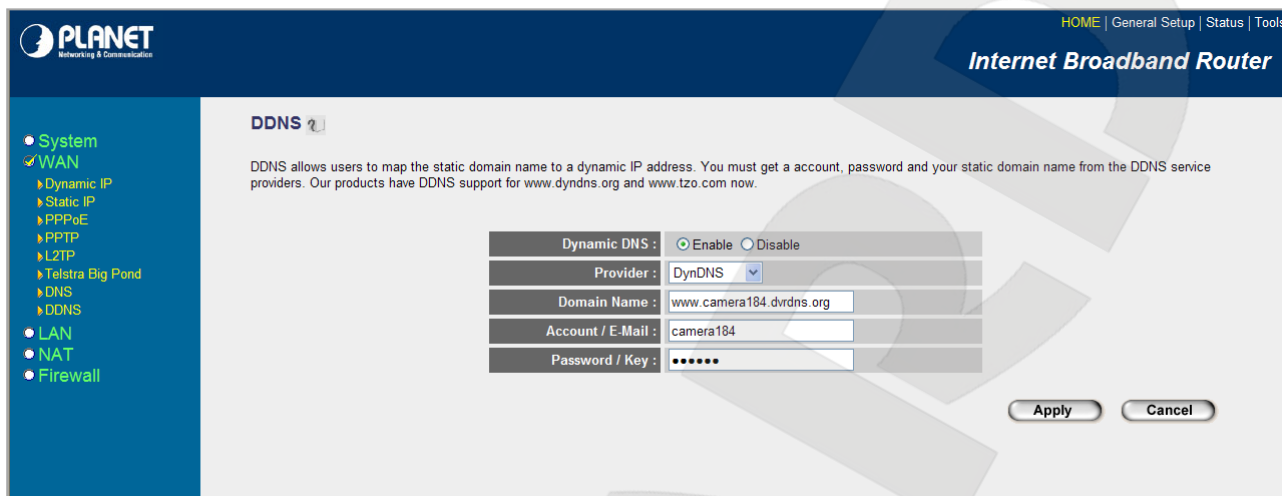 PLANET
Networking & Communication
HOME | General Setup | Status | Tools
Internet Broadband Router
System
WAN
Dynamic IP
Static IP
PPPoE
PPTP
L2TP
Telstra Big Pond
DNS
DDNS
LAN
NAT
Firewall
DDNS
DDNS allows users to map the static domain name to a dynamic IP address. You must get a account, password and your static domain name from the DDNS service
providers. Our products have DDNS support for www.dyndns.org and www.tzo.com now.
Dynamic DNS : Enable Disable
Provider : DynDNS
Domain Name : www.camera184.dvrdns.org
Account / E-Mail : camera184
Password / Key : ••••••
Apply Cancel